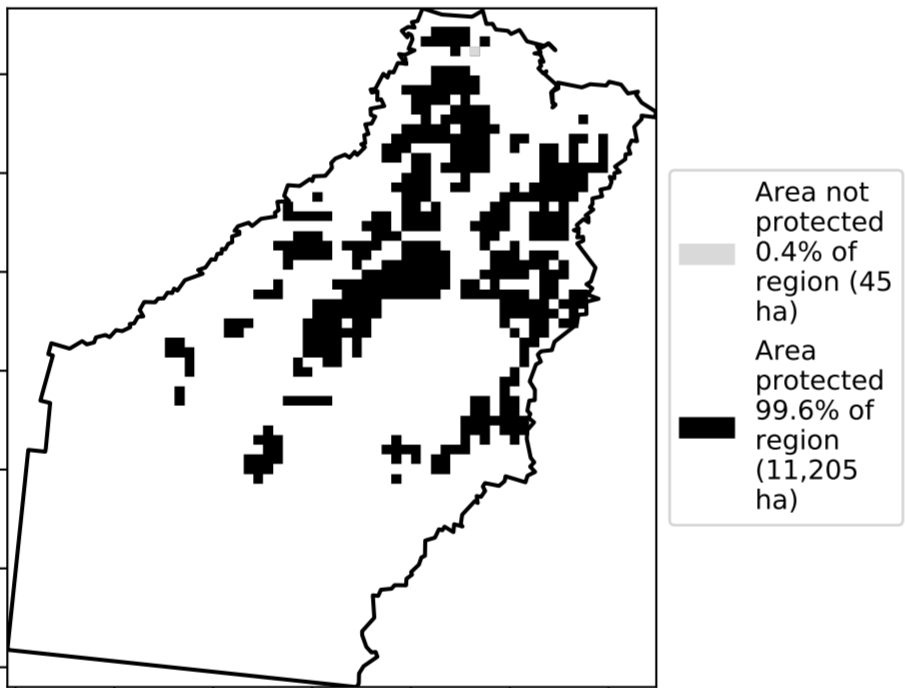 Area not
protected
0.4% of
region (45
ha)
Area
protected
99.6% of
region
(11,205
ha)